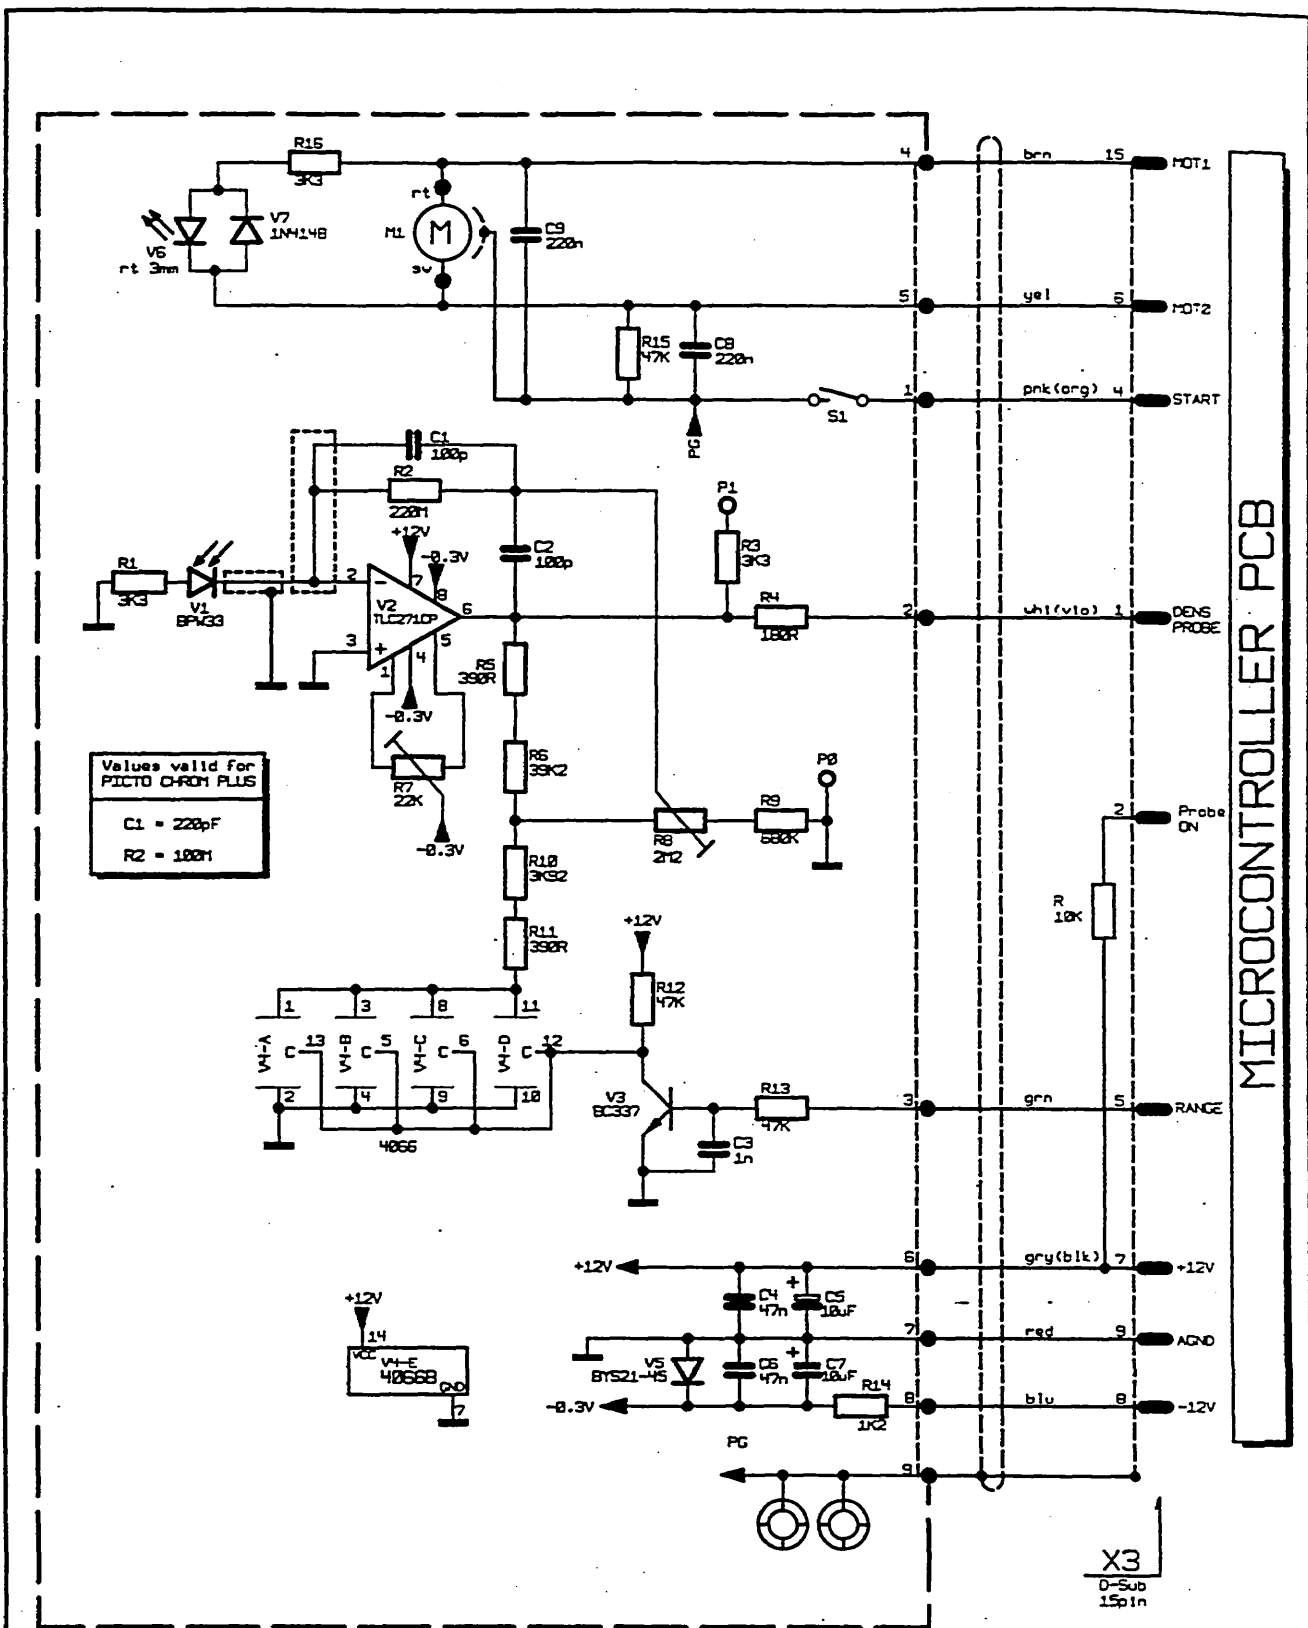 R16
3K3
4
brn
15
MOT1
rt
V7
1N4148
M1
M
C9
220n
V6
rt 3mm
sw
5
yel
6
MOT2
R15
47K
C8
220n
1
pnk(org)
4
START
S1
PG
C1
100p
R2
220M
P1
+12V
-0.3V
C2
100p
R3
3K3
R1
3K3
V1
BPW33
2
7
8
V2
TLC271CP
6
R4
180R
2
wht(vio)
1
DENS
PROBE
3
5
1
4
R5
390R
-0.3V
Values valid for
PICTO CHROM PLUS
C1 = 220pF
R2 = 100M
R7
22K
-0.3V
R6
39K2
P0
R8
2M2
R9
680K
2
Probe
ON
R10
3K92
R
10K
R11
390R
+12V
R12
47K
1
3
8
11
V4-A
C
13
V4-B
C
5
V4-C
C
6
V4-D
C
12
2
4
9
10
4066
V3
BC337
R13
47K
3
grn
5
RANGE
C3
1n
+12V
6
gry(blk)
7
+12V
C4
47n
+
C5
10uF
+12V
14
VCC
V4-E
4066B
GND
7
7
red
9
AGND
V5
BYS21-45
C6
47n
+
C7
10uF
-0.3V
R14
1K2
8
blu
8
-12V
PG
9
X3
D-Sub
15pin
MICROCONTROLLER PCB